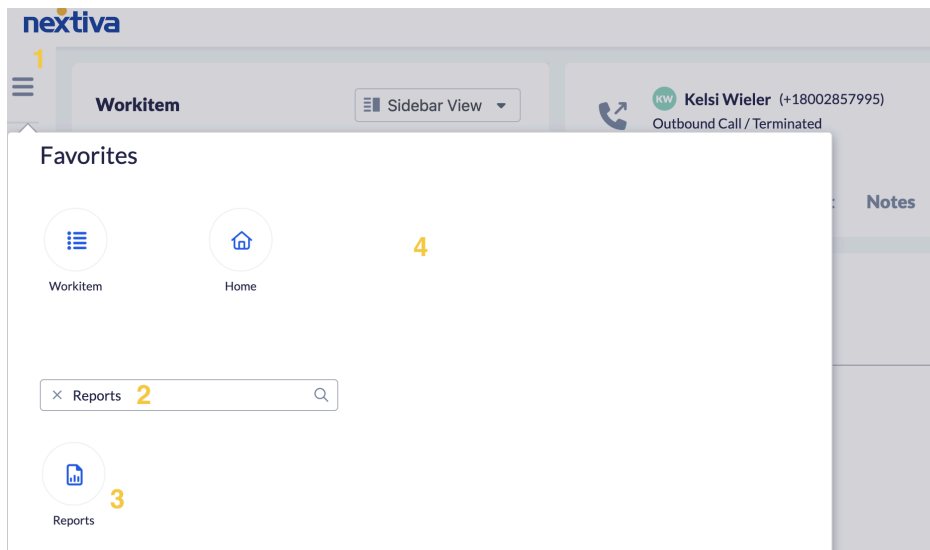 nextiva
1
Workitem
Sidebar View
KW Kelsi Wieler (+18002857995)
Outbound Call / Terminated
Notes
Favorites
4
Workitem Home
Reports 2
3
Reports